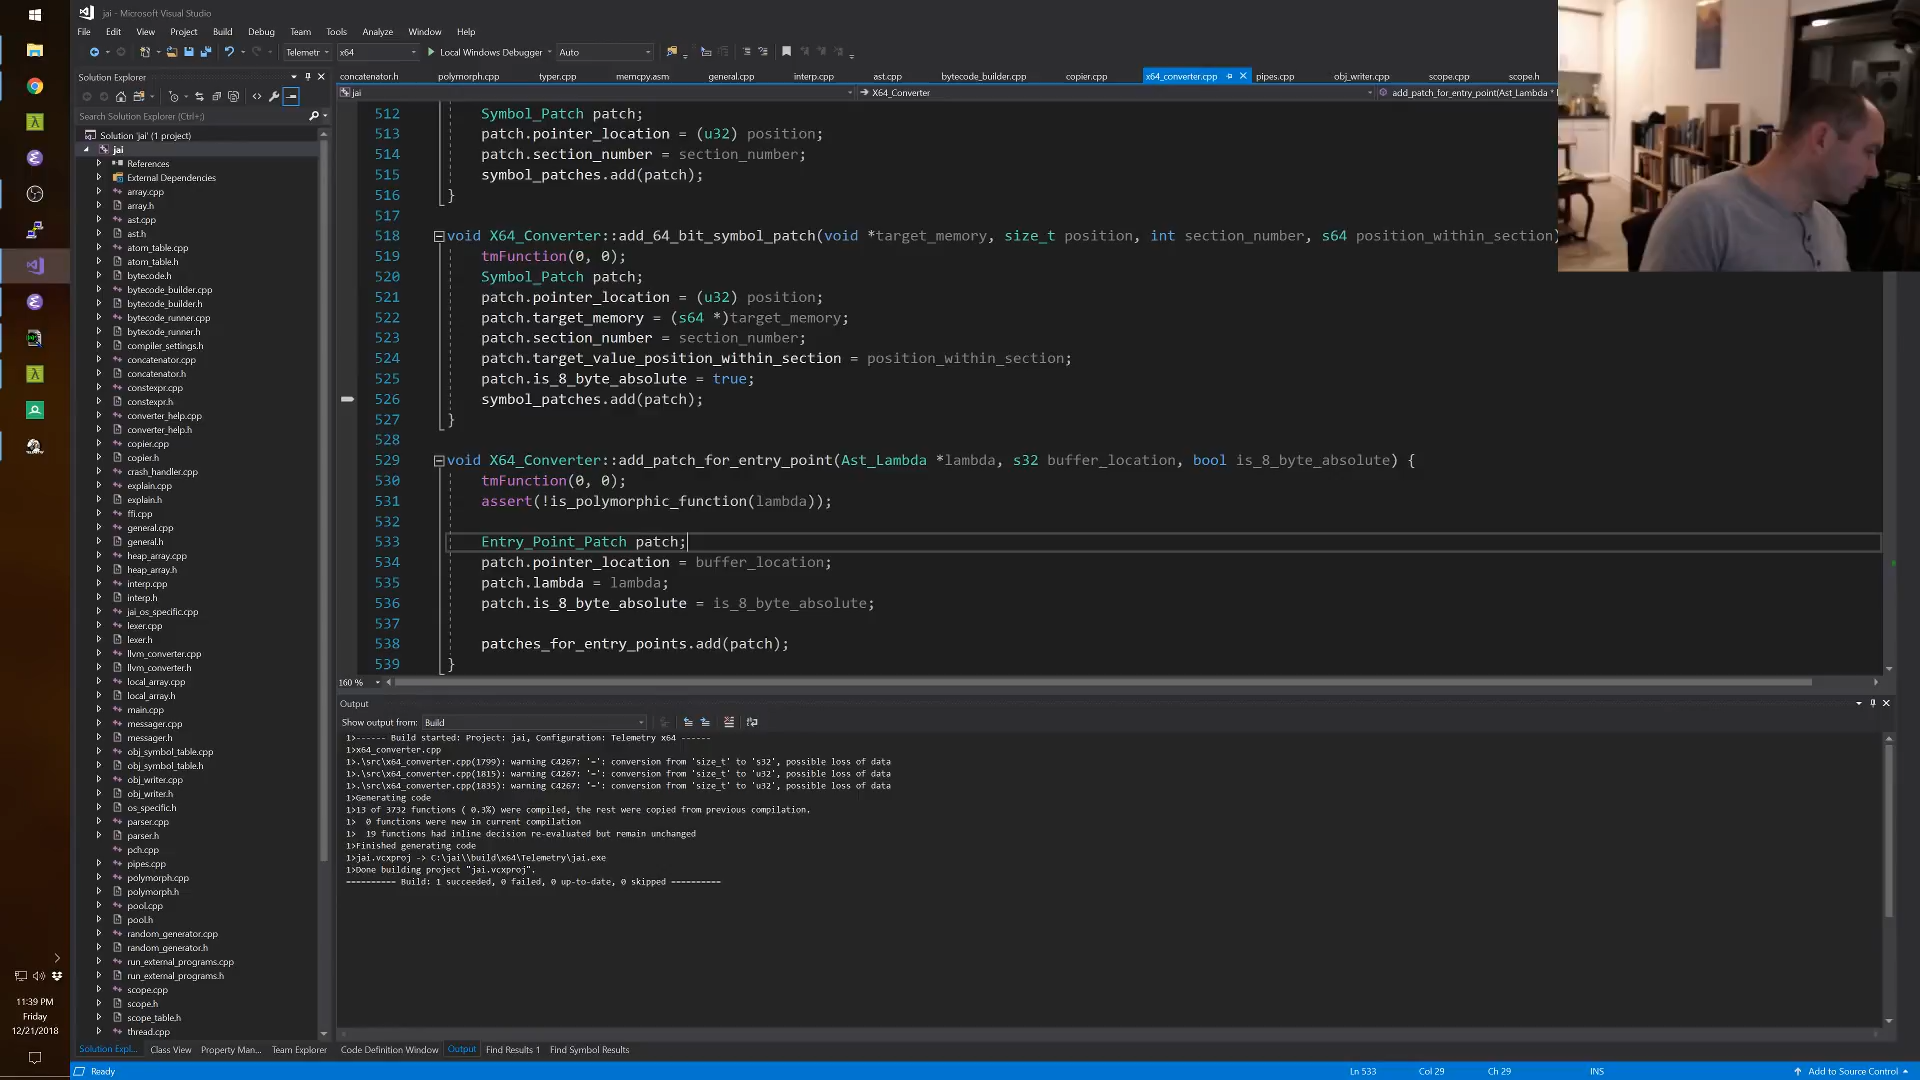 jai - Microsoft Visual Studio
File Edit View Project Build Debug Team Tools Analyze Window Help
Telemetr x64 Local Windows Debugger Auto
Solution Explorer
Search Solution Explorer (Ctrl+;)
Solution 'jai' (1 project)
jai
References
External Dependencies
array.cpp
array.h
ast.cpp
ast.h
atom_table.cpp
atom_table.h
bytecode.h
bytecode_builder.cpp
bytecode_builder.h
bytecode_runner.cpp
bytecode_runner.h
compiler_settings.h
concatenator.cpp
concatenator.h
constexpr.cpp
constexpr.h
converter_help.cpp
converter_help.h
copier.cpp
copier.h
crash_handler.cpp
explain.cpp
explain.h
ffi.cpp
general.cpp
general.h
heap_array.cpp
heap_array.h
interp.cpp
interp.h
jai_os_specific.cpp
lexer.cpp
lexer.h
llvm_converter.cpp
llvm_converter.h
local_array.cpp
local_array.h
main.cpp
messager.cpp
messager.h
obj_symbol_table.cpp
obj_symbol_table.h
obj_writer.cpp
obj_writer.h
os_specific.h
parser.cpp
parser.h
pch.cpp
pipes.cpp
polymorph.cpp
polymorph.h
pool.cpp
pool.h
random_generator.cpp
random_generator.h
run_external_programs.cpp
run_external_programs.h
scope.cpp
scope.h
scope_table.h
thread.cpp
Solution Expl... Class View Property Man... Team Explorer
concatenator.h polymorph.cpp typer.cpp memcpy.asm general.cpp interp.cpp ast.cpp bytecode_builder.cpp copier.cpp x64_converter.cpp pipes.cpp obj_writer.cpp scope.cpp scope.h
jai X64_Converter add_patch_for_entry_point(Ast_Lambda *
512 Symbol_Patch patch;
513 patch.pointer_location = (u32) position;
514 patch.section_number = section_number;
515 symbol_patches.add(patch);
516 }
517
518 void X64_Converter::add_64_bit_symbol_patch(void *target_memory, size_t position, int section_number, s64 position_within_section)
519 tmFunction(0, 0);
520 Symbol_Patch patch;
521 patch.pointer_location = (u32) position;
522 patch.target_memory = (s64 *)target_memory;
523 patch.section_number = section_number;
524 patch.target_value_position_within_section = position_within_section;
525 patch.is_8_byte_absolute = true;
526 symbol_patches.add(patch);
527 }
528
529 void X64_Converter::add_patch_for_entry_point(Ast_Lambda *lambda, s32 buffer_location, bool is_8_byte_absolute) {
530 tmFunction(0, 0);
531 assert(!is_polymorphic_function(lambda));
532
533 Entry_Point_Patch patch;
534 patch.pointer_location = buffer_location;
535 patch.lambda = lambda;
536 patch.is_8_byte_absolute = is_8_byte_absolute;
537
538 patches_for_entry_points.add(patch);
539 }
160 %
Output
Show output from: Build
1>------ Build started: Project: jai, Configuration: Telemetry x64 ------
1>x64_converter.cpp
1>.\src\x64_converter.cpp(1799): warning C4267: '=': conversion from 'size_t' to 's32', possible loss of data
1>.\src\x64_converter.cpp(1815): warning C4267: '=': conversion from 'size_t' to 'u32', possible loss of data
1>.\src\x64_converter.cpp(1835): warning C4267: '=': conversion from 'size_t' to 'u32', possible loss of data
1>Generating code
1>13 of 3732 functions ( 0.3%) were compiled, the rest were copied from previous compilation.
1> 0 functions were new in current compilation
1> 19 functions had inline decision re-evaluated but remain unchanged
1>Finished generating code
1>jai.vcxproj -> C:\jai\\build\x64\Telemetry\jai.exe
1>Done building project "jai.vcxproj".
========== Build: 1 succeeded, 0 failed, 0 up-to-date, 0 skipped ==========
Code Definition Window Output Find Results 1 Find Symbol Results
Ready Ln 533 Col 29 Ch 29 INS Add to Source Control
11:39 PM
Friday
12/21/2018